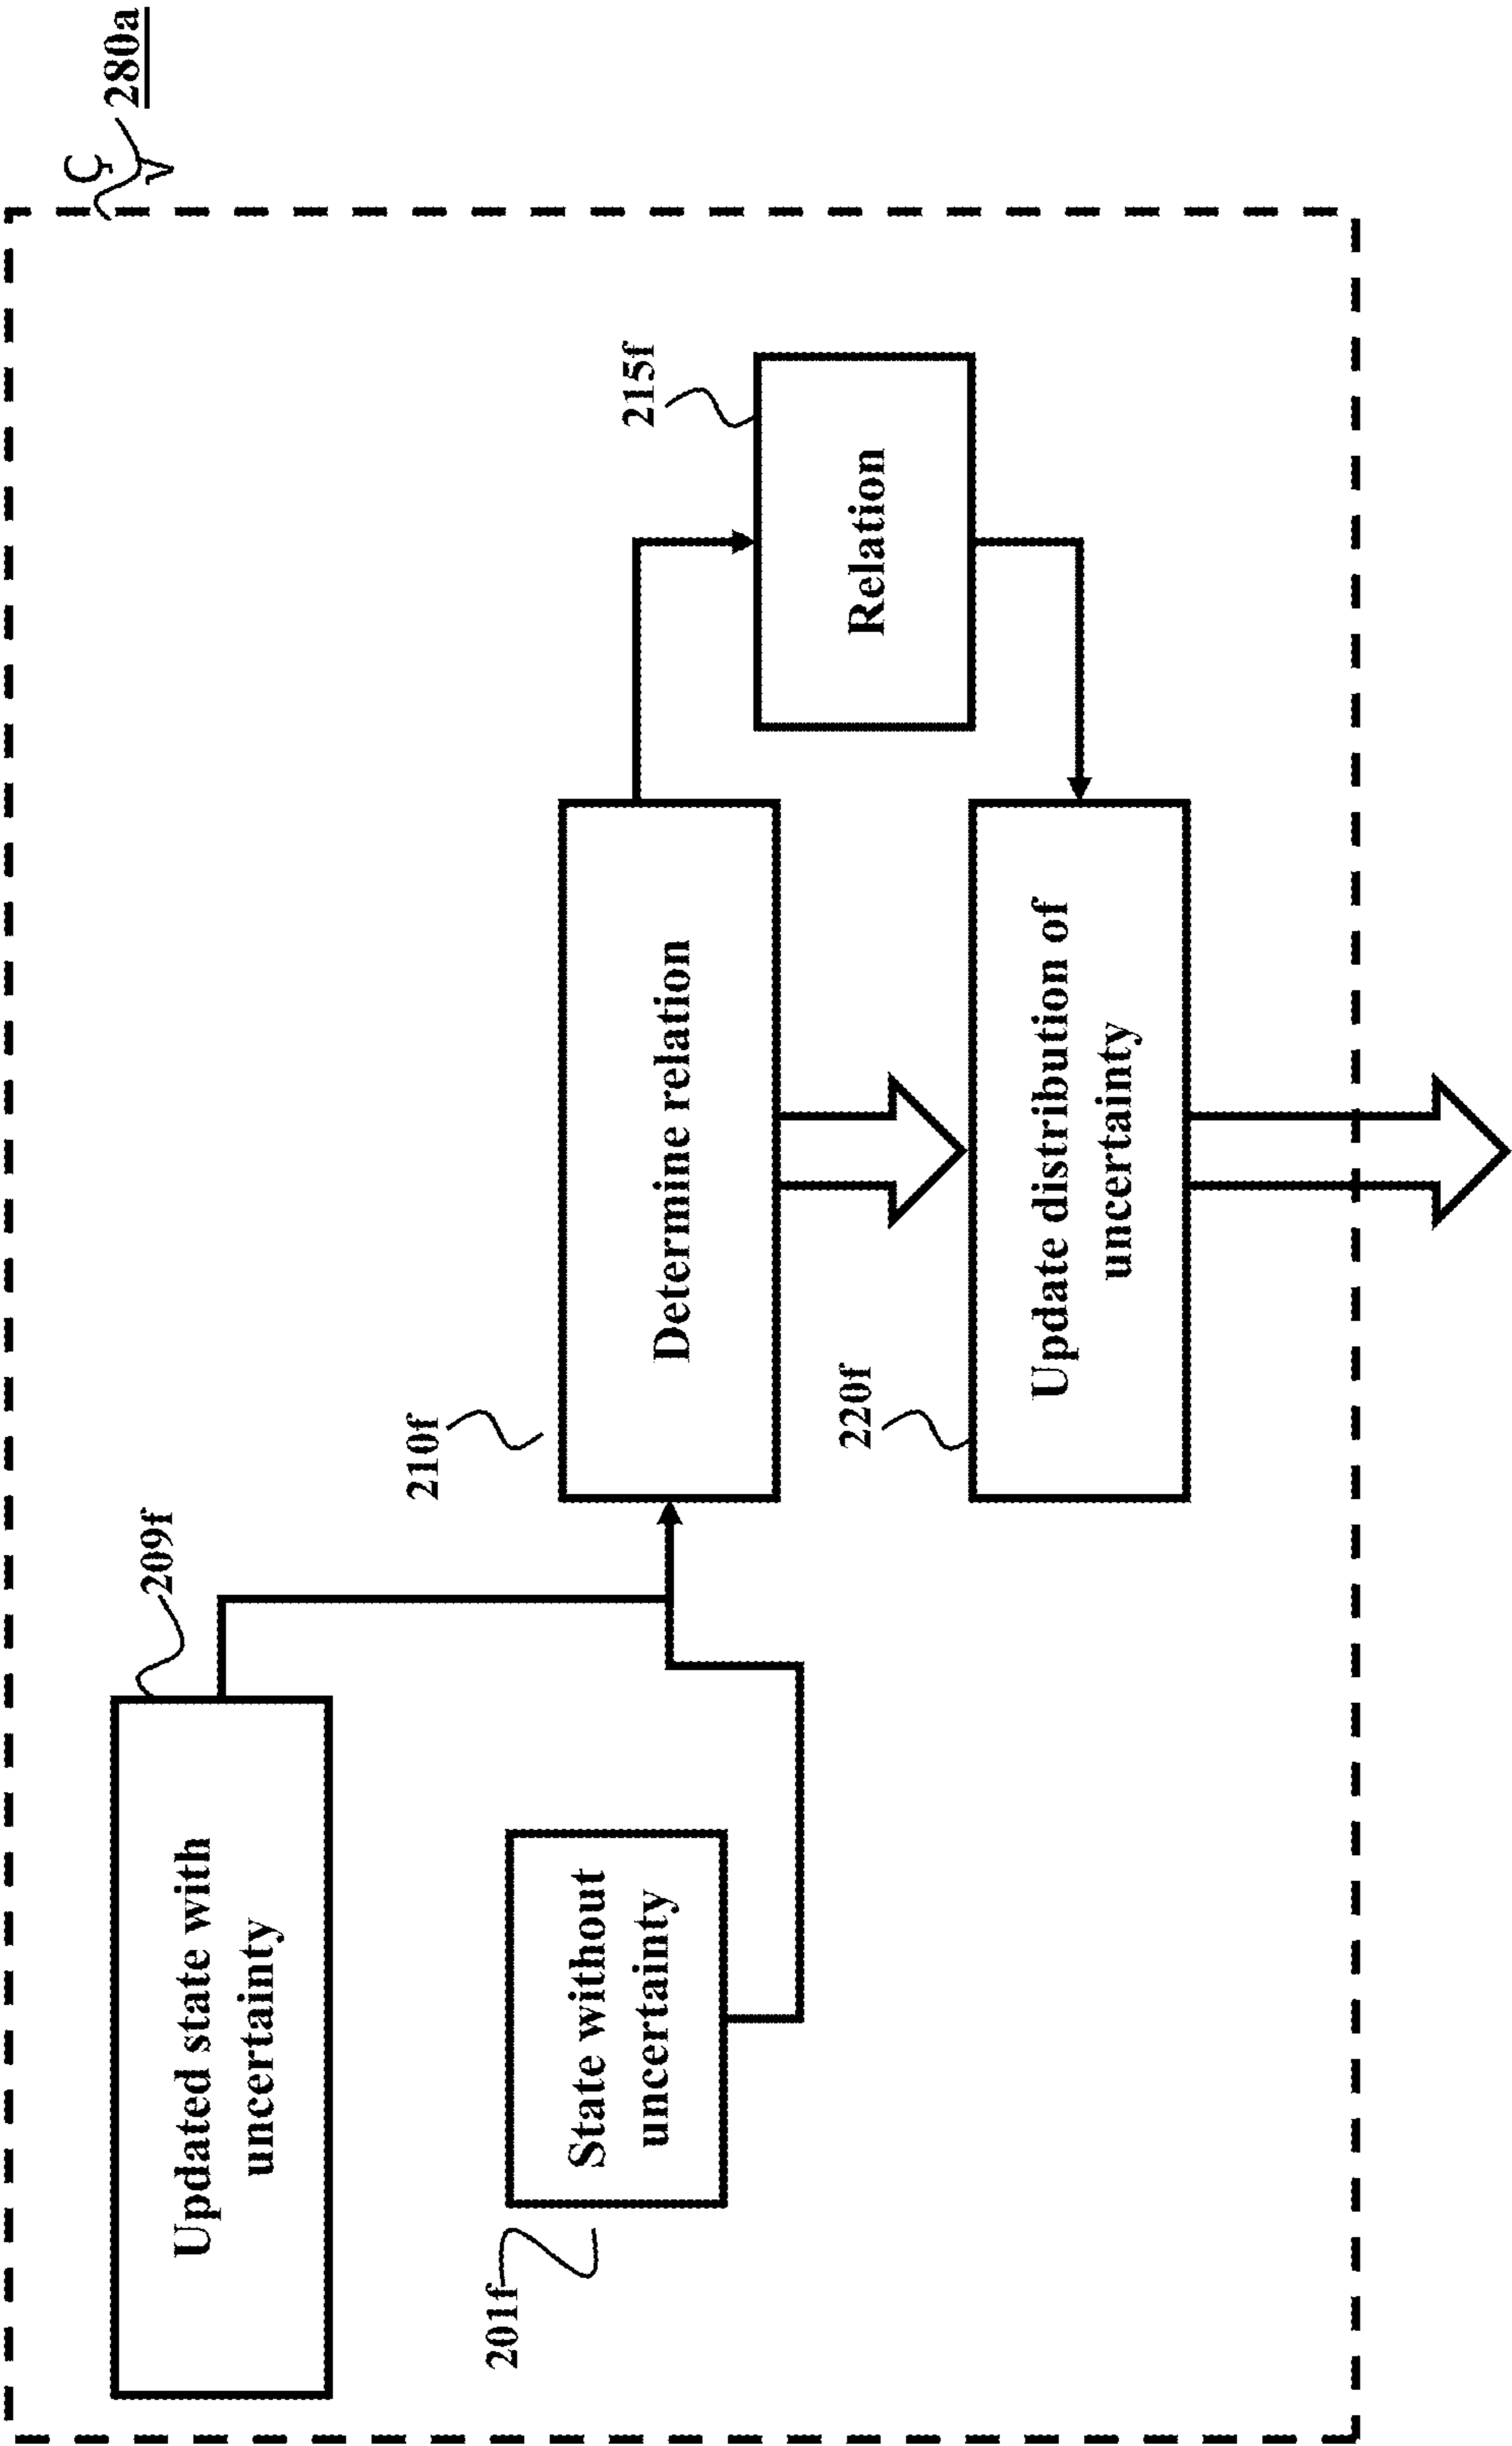 280a
209f
Updated state with
uncertainty
201f
State without
uncertainty
210f
Determine relation
215f
Relation
220f
Update distribution of
uncertainty